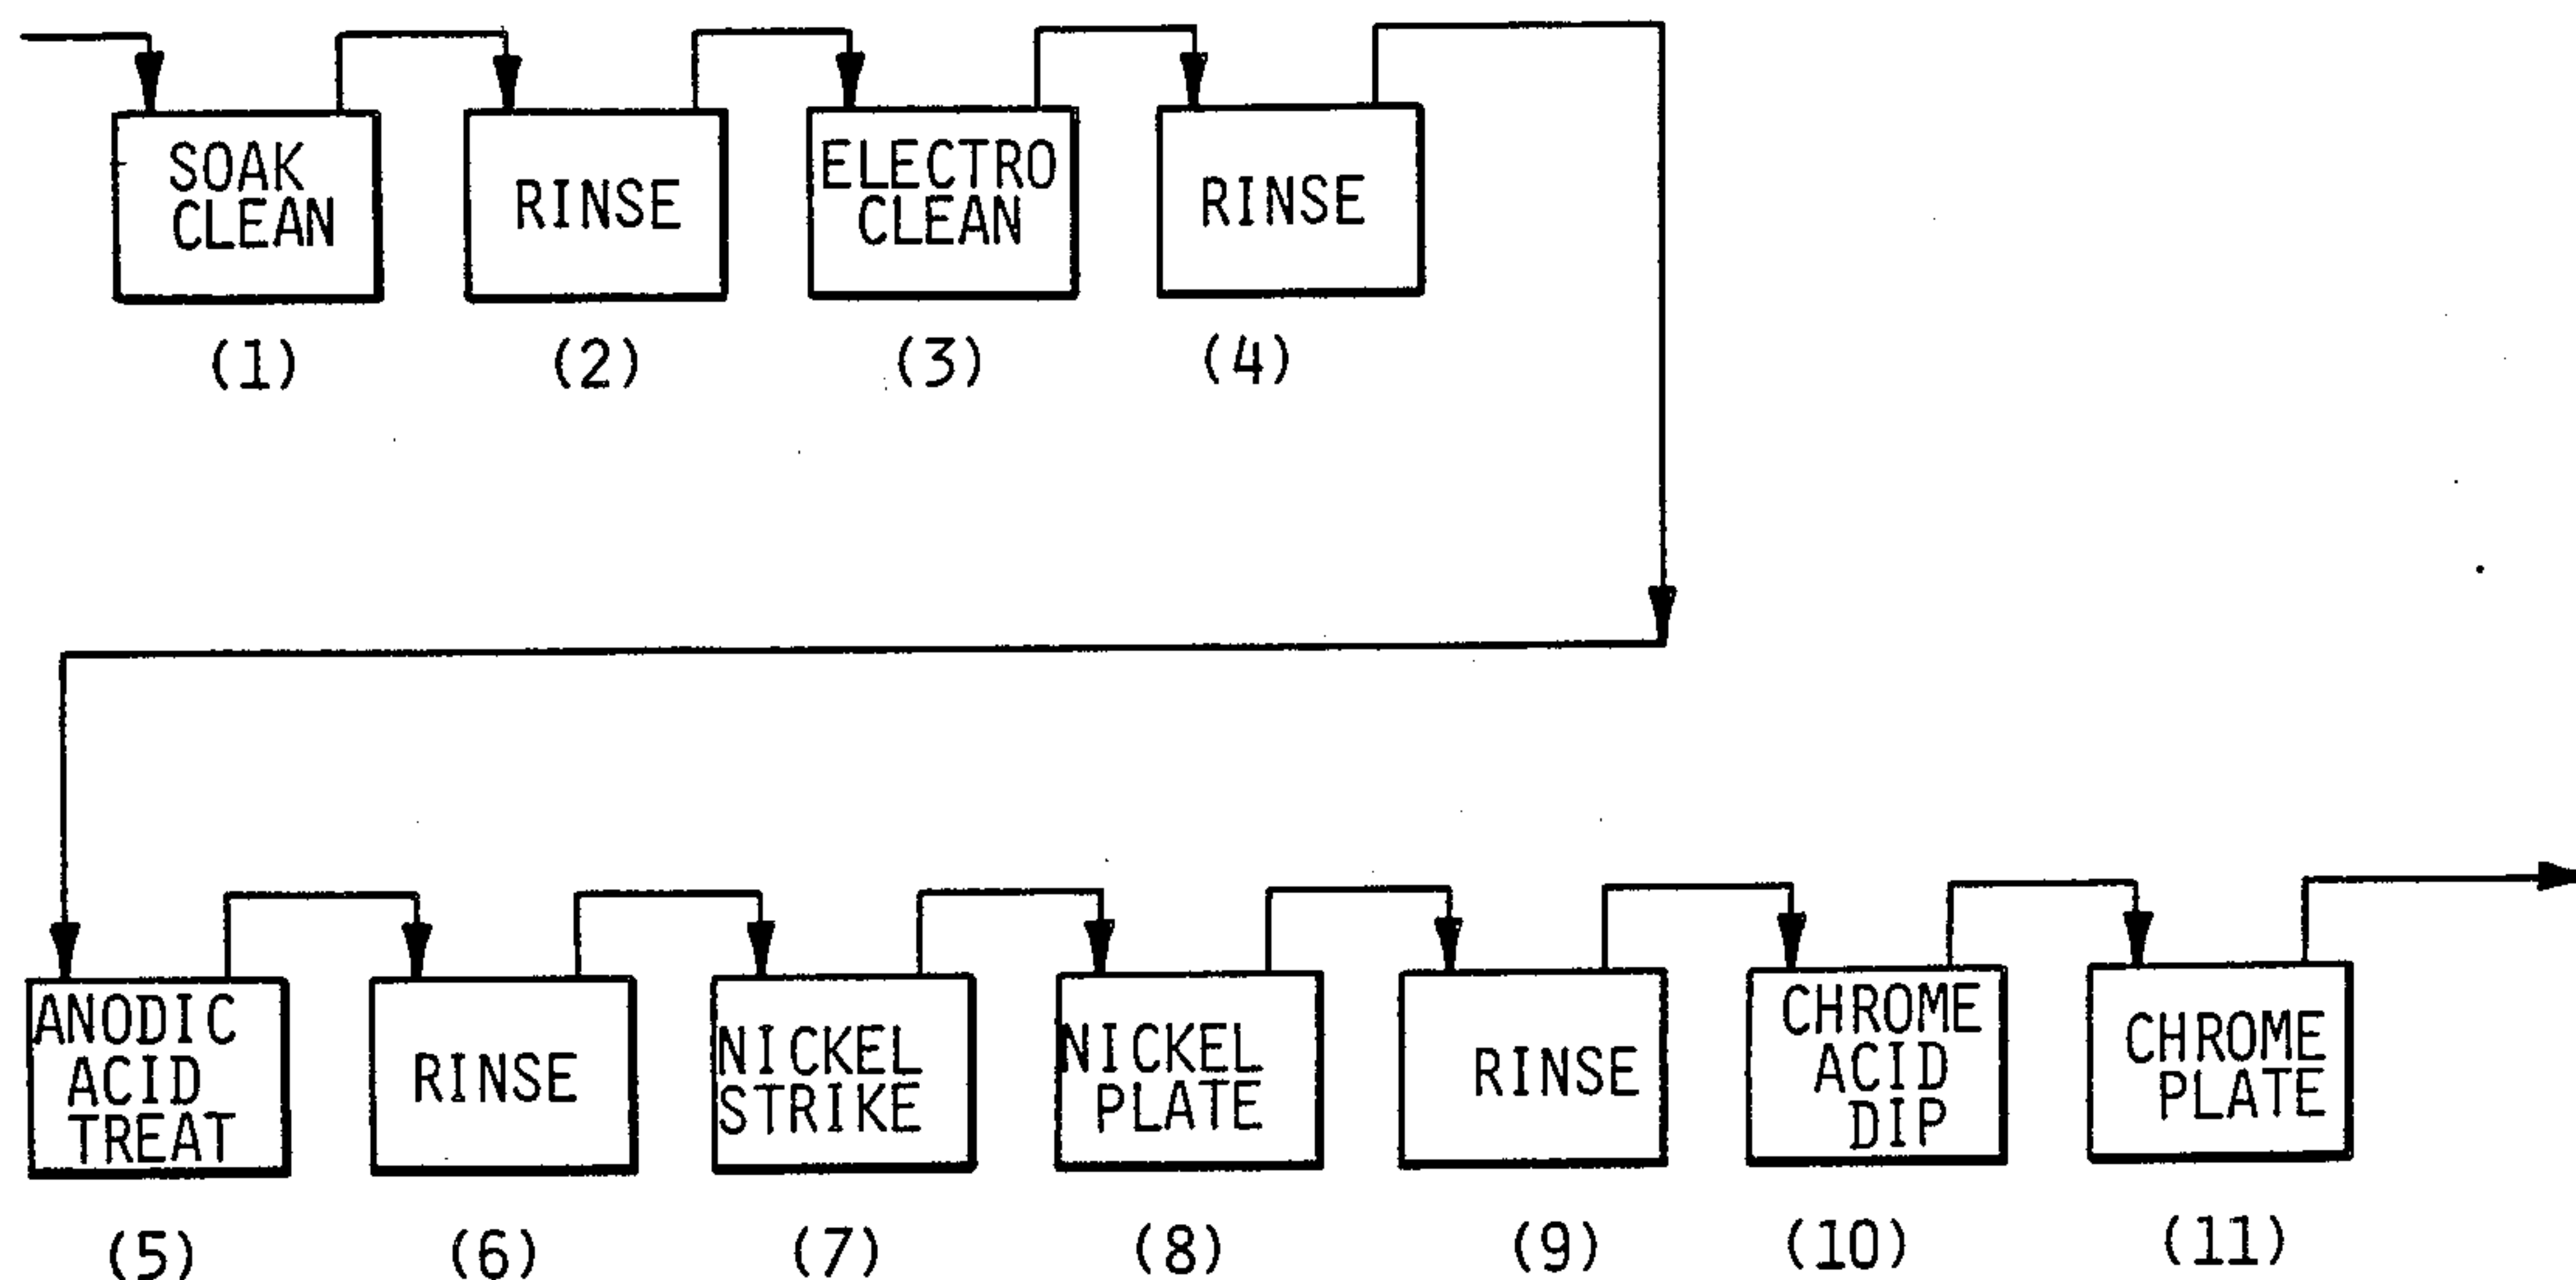 SOAK
CLEAN
RINSE
ELECTRO
CLEAN
RINSE
(1)
(2)
(3)
(4)
ANODIC
ACID
TREAT
RINSE
NICKEL
STRIKE
NICKEL
PLATE
RINSE
CHROME
ACID
DIP
CHROME
PLATE
(5)
(6)
(7)
(8)
(9)
(10)
(11)